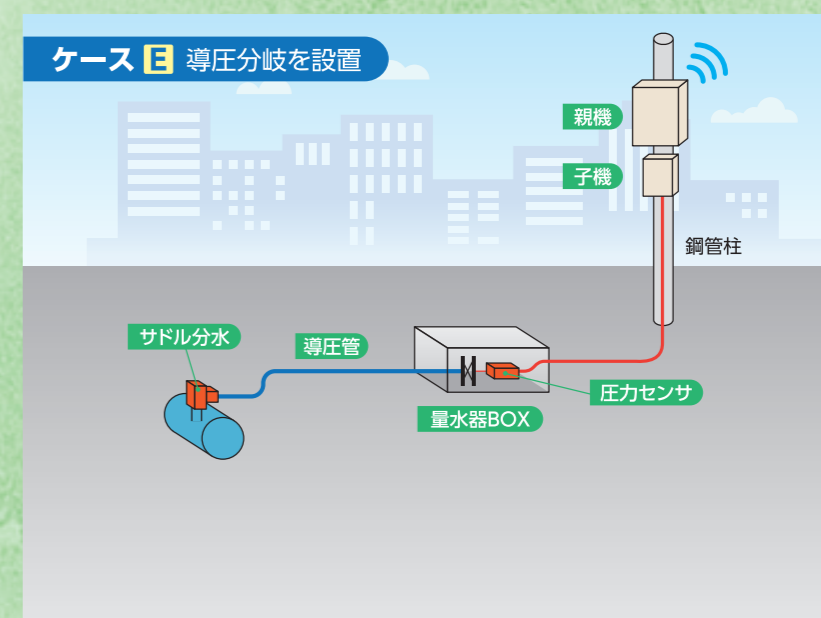 ケース E 導圧分岐を設置
親機
子機
鋼管柱
サドル分水
導圧管
圧力センサ
量水器BOX